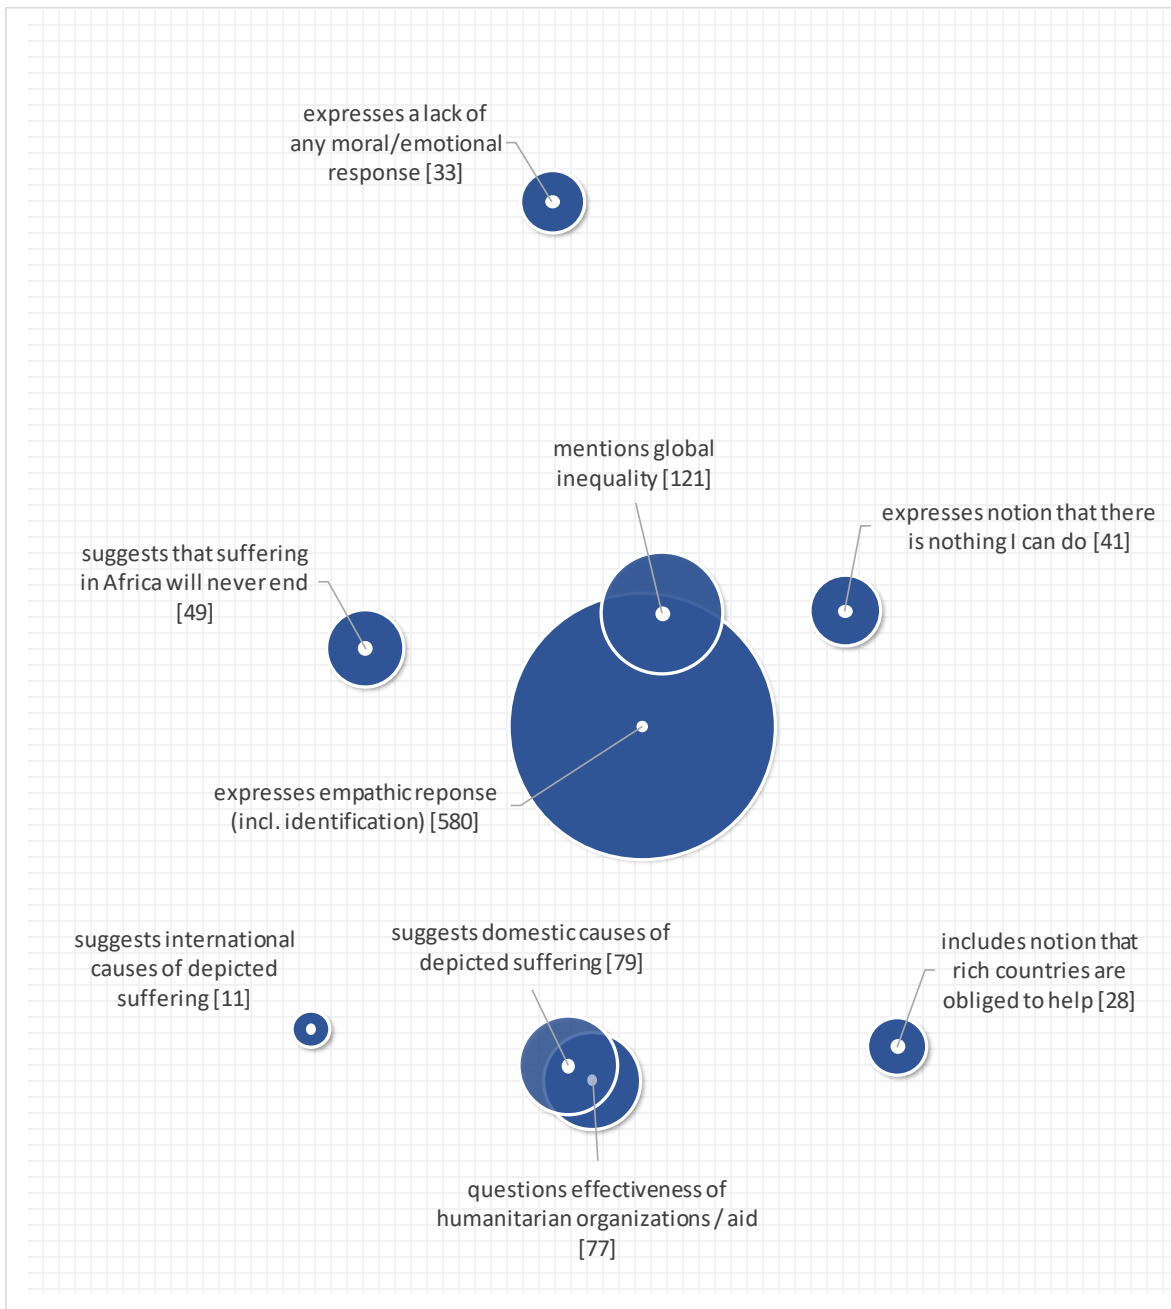 expresses a lack of
any moral/emotional
response [33]
mentions global
inequality [121]
expresses notion that there
is nothing I can do [41]
suggests that suffering
in Africa will never end
[49]
expresses empathic reponse
(incl. identification) [580]
suggests international
causes of depicted
suffering [11]
suggests domestic causes of
depicted suffering [79]
includes notion that
rich countries are
obliged to help [28]
questions effectiveness of
humanitarian organizations / aid
[77]